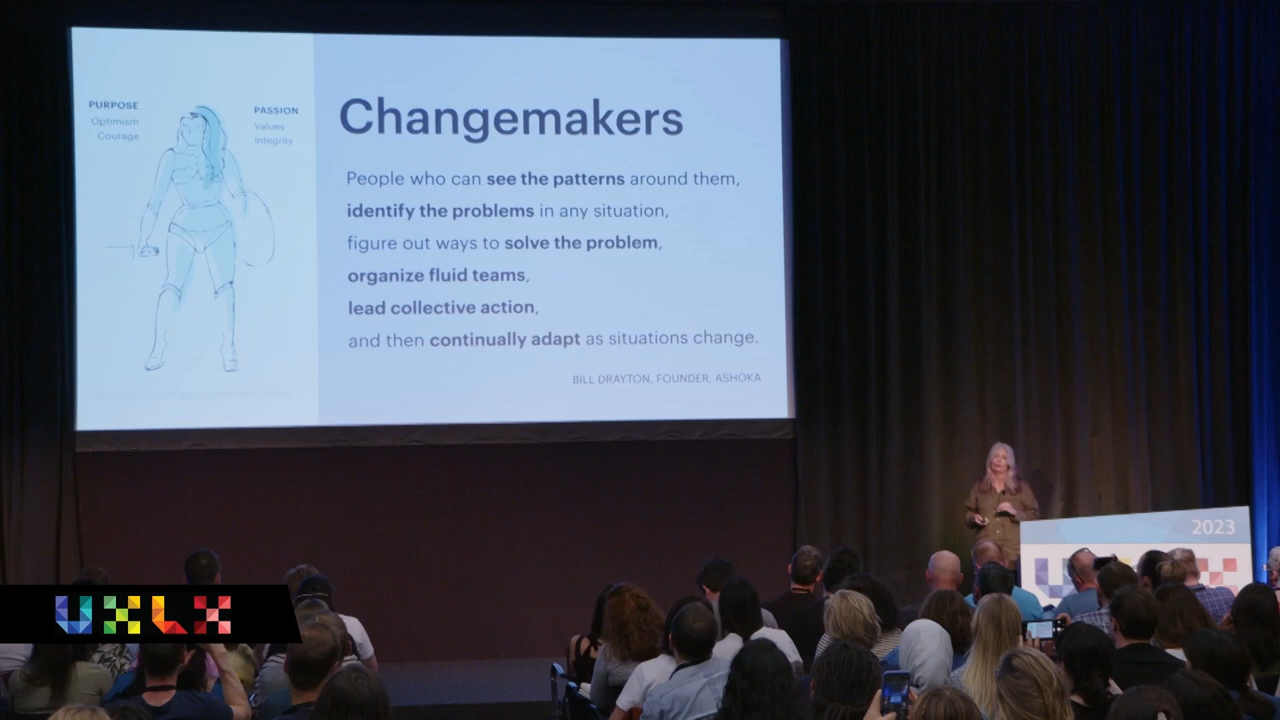 PURPOSE
Optimism
Courage
PASSION
Values
Integrity
Changemakers
People who can see the patterns around them,
identify the problems in any situation,
figure out ways to solve the problem,
organize fluid teams,
lead collective action,
and then continually adapt as situations change.
BILL DRAYTON, FOUNDER, ASHOKA
2023
UXLX